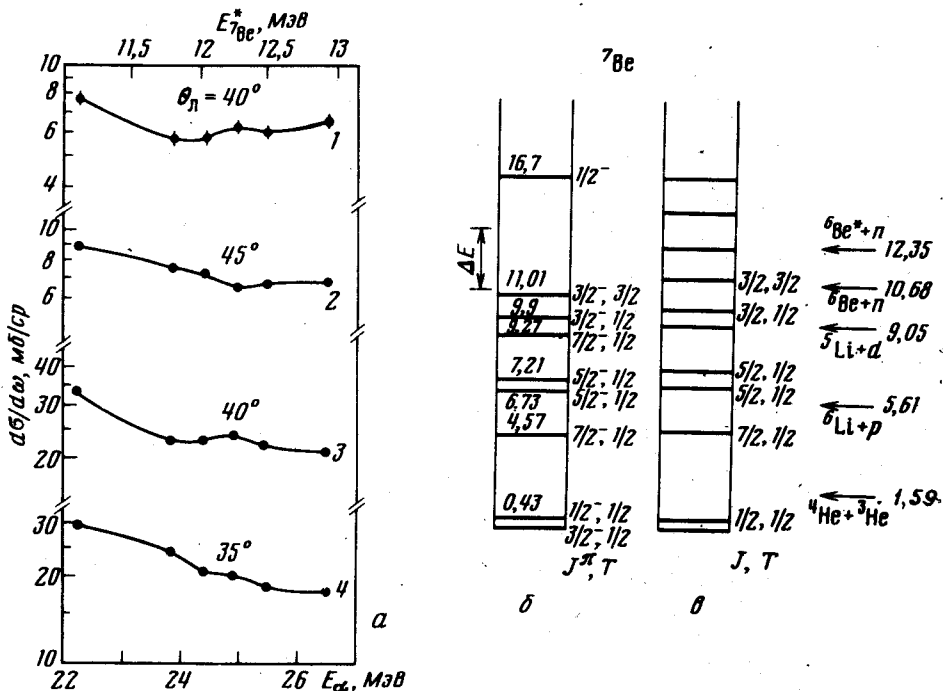 E*₇Be, МэВ
11,5 12 12,5 13
10
8
6
4
θл = 40°
1
10
8
6
45°
2
40
30
20
40°
3
30
20
10
35°
4
dσ/dω, мб/ср
22 24 26 Eα, МэВ
а
⁷Be
ΔE
16,7 1/2⁻
11,01 3/2⁻, 3/2
9,9 3/2⁻, 1/2
9,27 7/2⁻, 1/2
7,21 5/2⁻, 1/2
6,73 5/2⁻, 1/2
4,57 7/2⁻, 1/2
0,43 1/2⁻, 1/2
3/2⁻, 1/2
J^π, T
б
3/2, 3/2
3/2, 1/2
5/2, 1/2
5/2, 1/2
7/2, 1/2
1/2, 1/2
J, T
в
⁶Be*+n
12,35
10,68
⁶Be+n
9,05
⁵Li+d
5,61
⁶Li+p
1,59
⁴He+³He